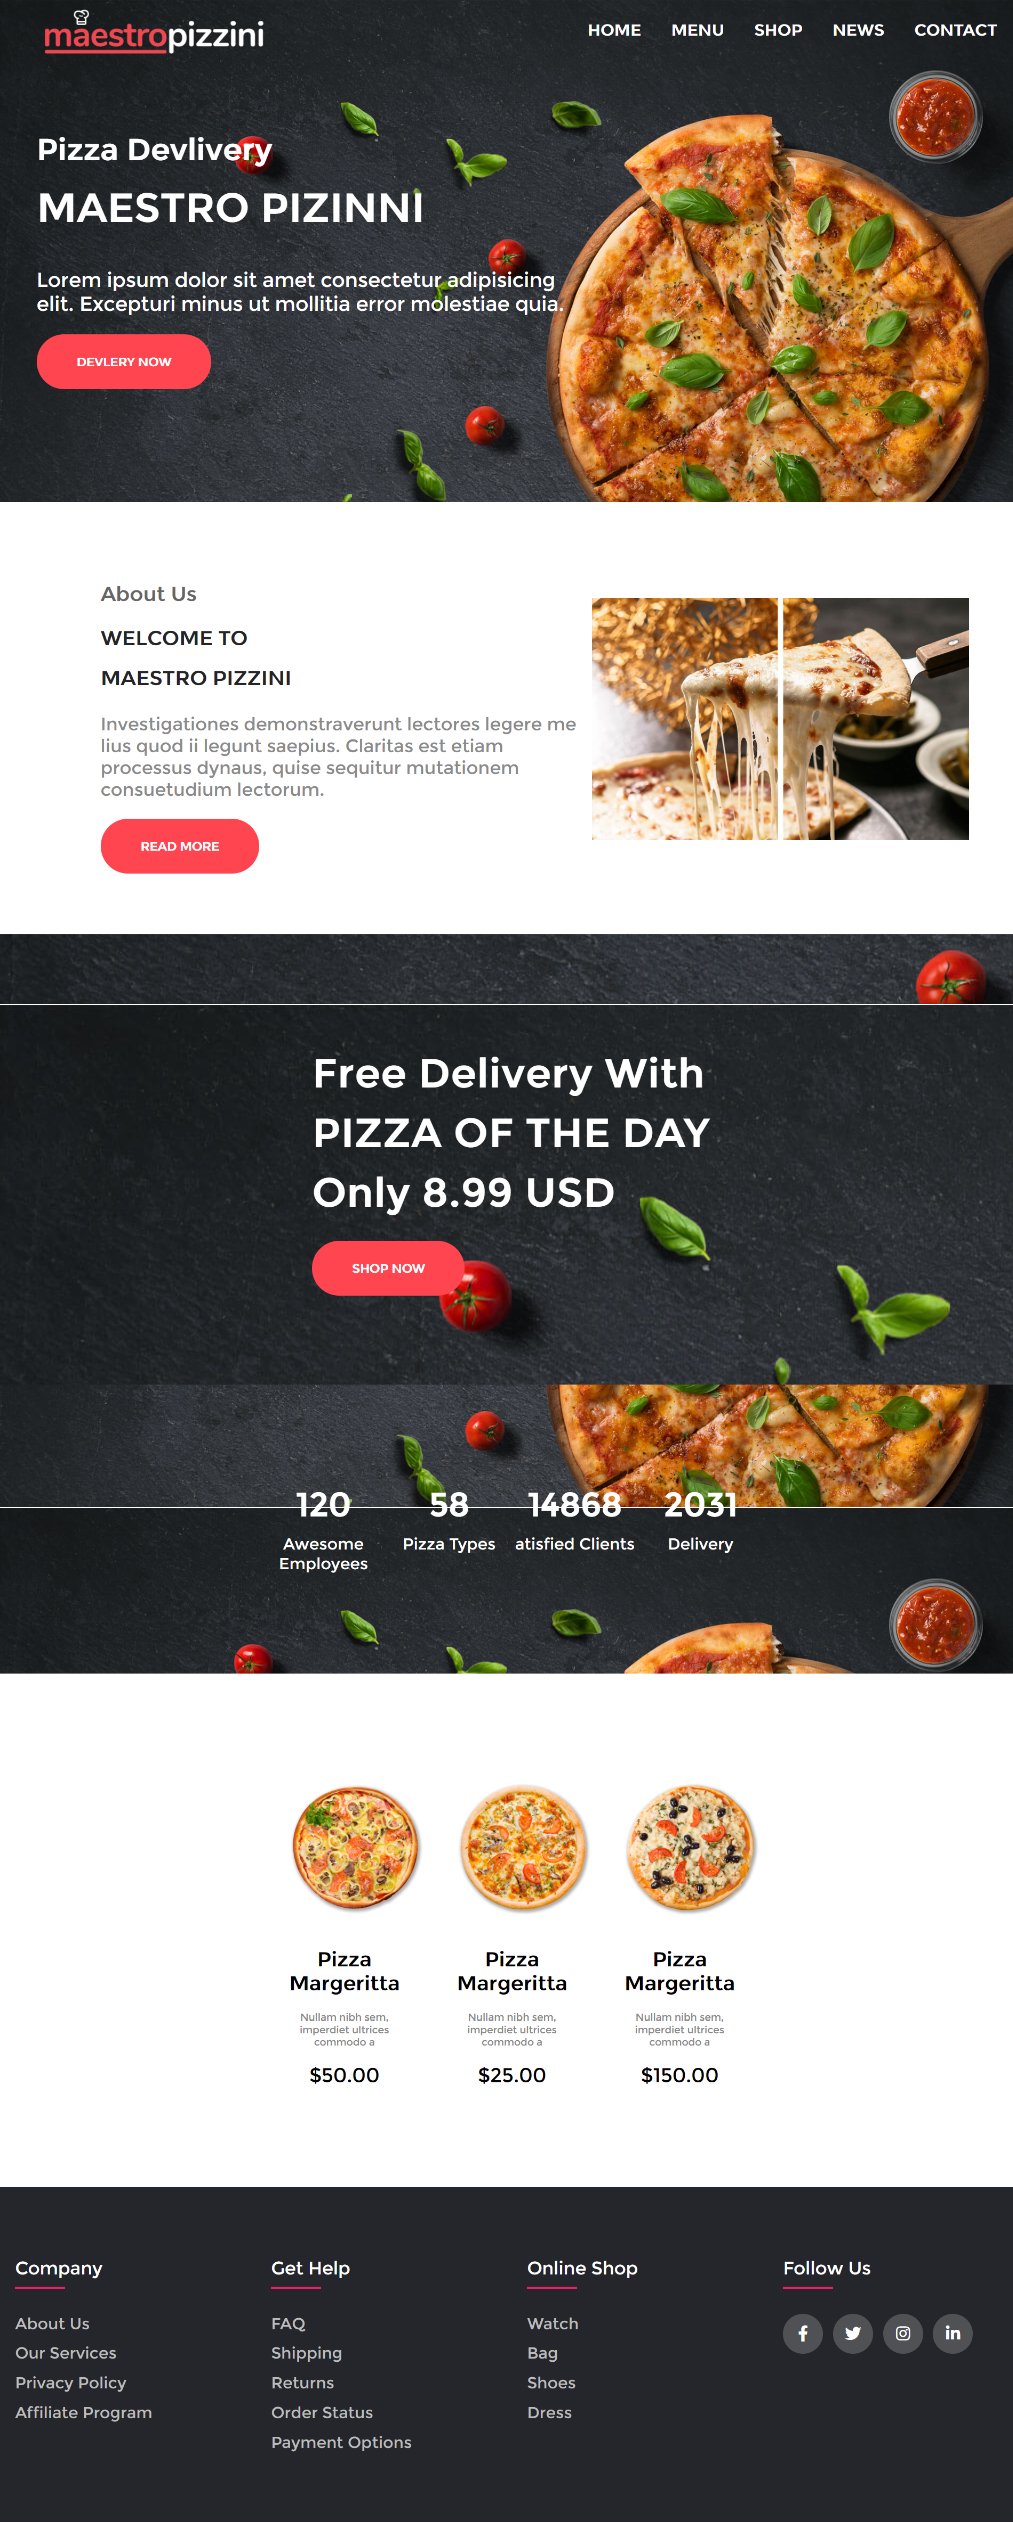 maestropizzini
HOME MENU SHOP NEWS CONTACT
Pizza Devlivery
MAESTRO PIZINNI
Lorem ipsum dolor sit amet consectetur adipisicing
elit. Excepturi minus ut mollitia error molestiae quia.
DEVLERY NOW
About Us
WELCOME TO
MAESTRO PIZZINI
Investigationes demonstraverunt lectores legere me
lius quod ii legunt saepius. Claritas est etiam
processus dynaus, quise sequitur mutationem
consuetudium lectorum.
READ MORE
Free Delivery With
PIZZA OF THE DAY
Only 8.99 USD
SHOP NOW
120
Awesome
Employees
58
Pizza Types
14868
atisfied Clients
2031
Delivery
Pizza
Margeritta
Nullam nibh sem,
imperdiet ultrices
commodo a
$50.00
Pizza
Margeritta
Nullam nibh sem,
imperdiet ultrices
commodo a
$25.00
Pizza
Margeritta
Nullam nibh sem,
imperdiet ultrices
commodo a
$150.00
Company
About Us
Our Services
Privacy Policy
Affiliate Program
Get Help
FAQ
Shipping
Returns
Order Status
Payment Options
Online Shop
Watch
Bag
Shoes
Dress
Follow Us